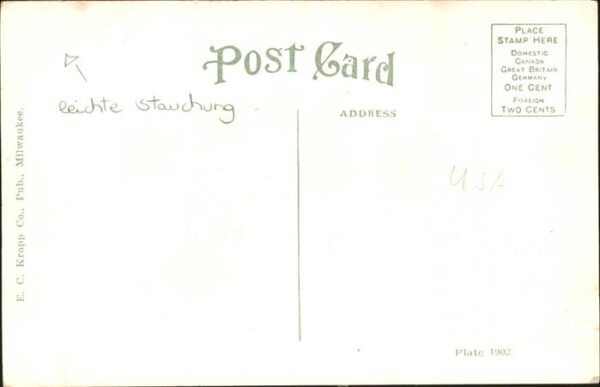 Post Card
PLACE
STAMP HERE
DOMESTIC
CANADA
GREAT BRITAIN
GERMANY
ONE CENT
FOREIGN
TWO CENTS
leichte Stauchung
ADDRESS
USA
E. C. Kropp Co., Pub., Milwaukee.
Plate 1902